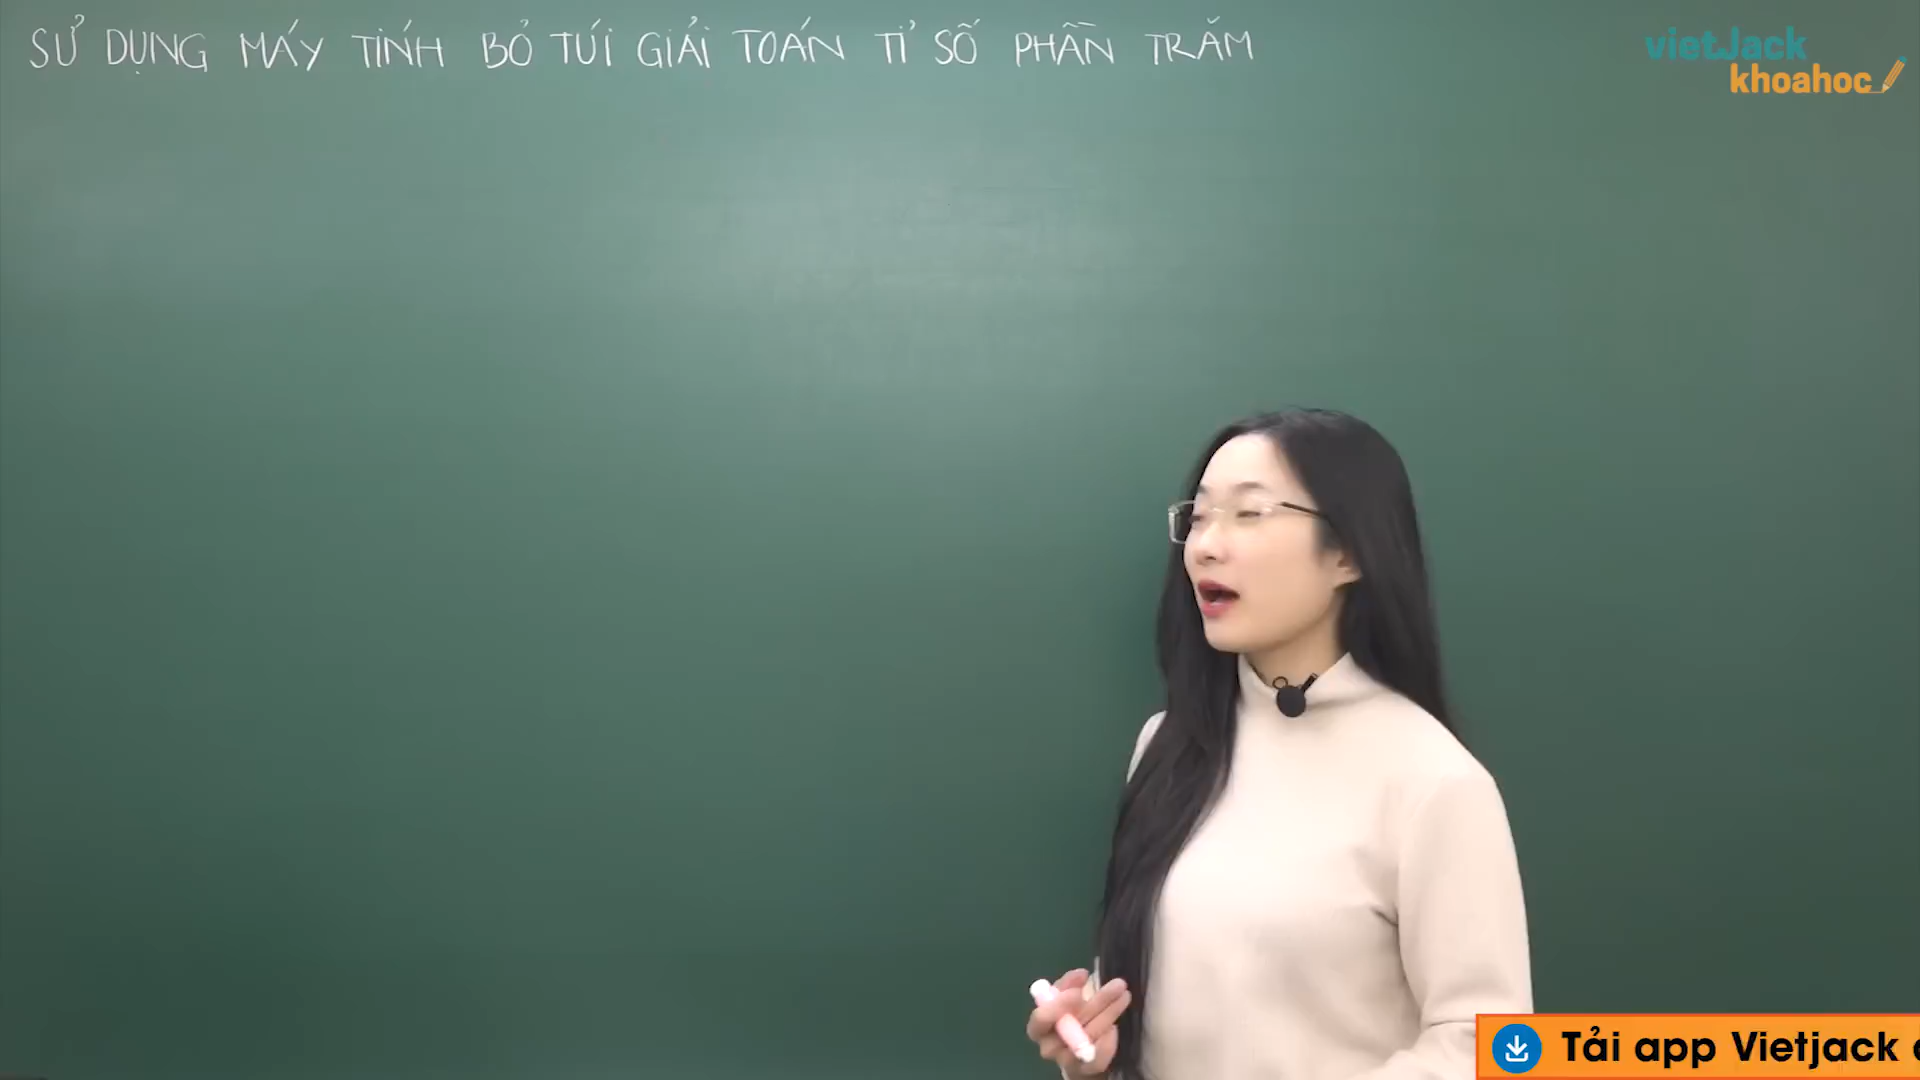 SỬ DỤNG MÁY TÍNH BỎ TÚI GIẢI TOÁN TỈ SỐ PHẦN TRĂM
vietJack
khoahoc
Tải app Vietjack